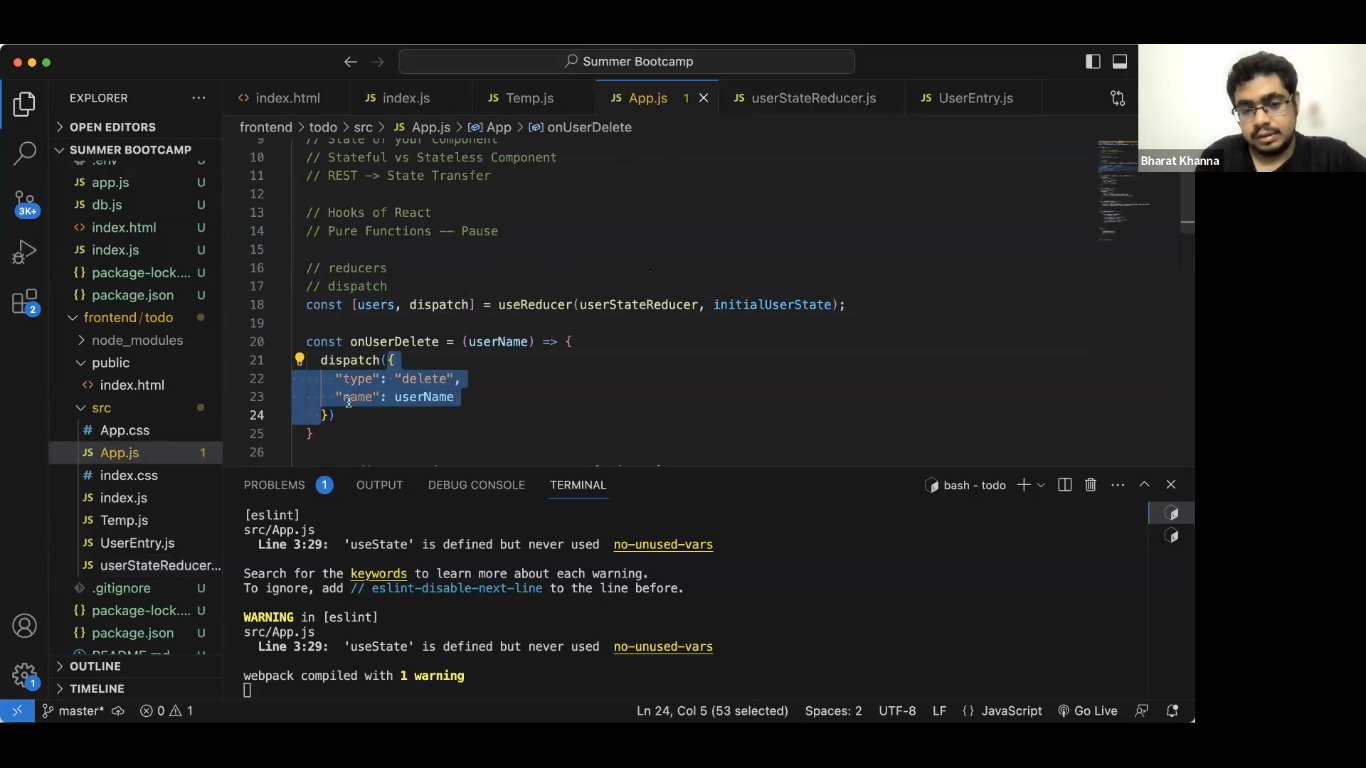 Summer Bootcamp
Bharat Khanna
EXPLORER
index.html
index.js
Temp.js
App.js 1
userStateReducer.js
UserEntry.js
OPEN EDITORS
SUMMER BOOTCAMP
.env
app.js U
db.js U
index.html U
index.js U
package-lock.... U
package.json U
frontend/todo
node_modules
public
index.html
src
App.css
App.js 1
index.css
index.js
Temp.js
UserEntry.js
userStateReducer...
.gitignore
package-lock.... U
package.json U
README.md
OUTLINE
TIMELINE
frontend > todo > src > JS App.js > App > onUserDelete
9 // State of your component
10 // Stateful vs Stateless Component
11 // REST -> State Transfer
12
13 // Hooks of React
14 // Pure Functions -- Pause
15
16 // reducers
17 // dispatch
18 const [users, dispatch] = useReducer(userStateReducer, initialUserState);
19
20 const onUserDelete = (userName) => {
21 dispatch({
22 "type": "delete",
23 "name": userName
24 })
25 }
26
PROBLEMS 1 OUTPUT DEBUG CONSOLE TERMINAL
bash - todo
[eslint]
src/App.js
Line 3:29: 'useState' is defined but never used no-unused-vars
Search for the keywords to learn more about each warning.
To ignore, add // eslint-disable-next-line to the line before.
WARNING in [eslint]
src/App.js
Line 3:29: 'useState' is defined but never used no-unused-vars
webpack compiled with 1 warning
3K+
2
1
master* 0 1
Ln 24, Col 5 (53 selected) Spaces: 2 UTF-8 LF {} JavaScript Go Live